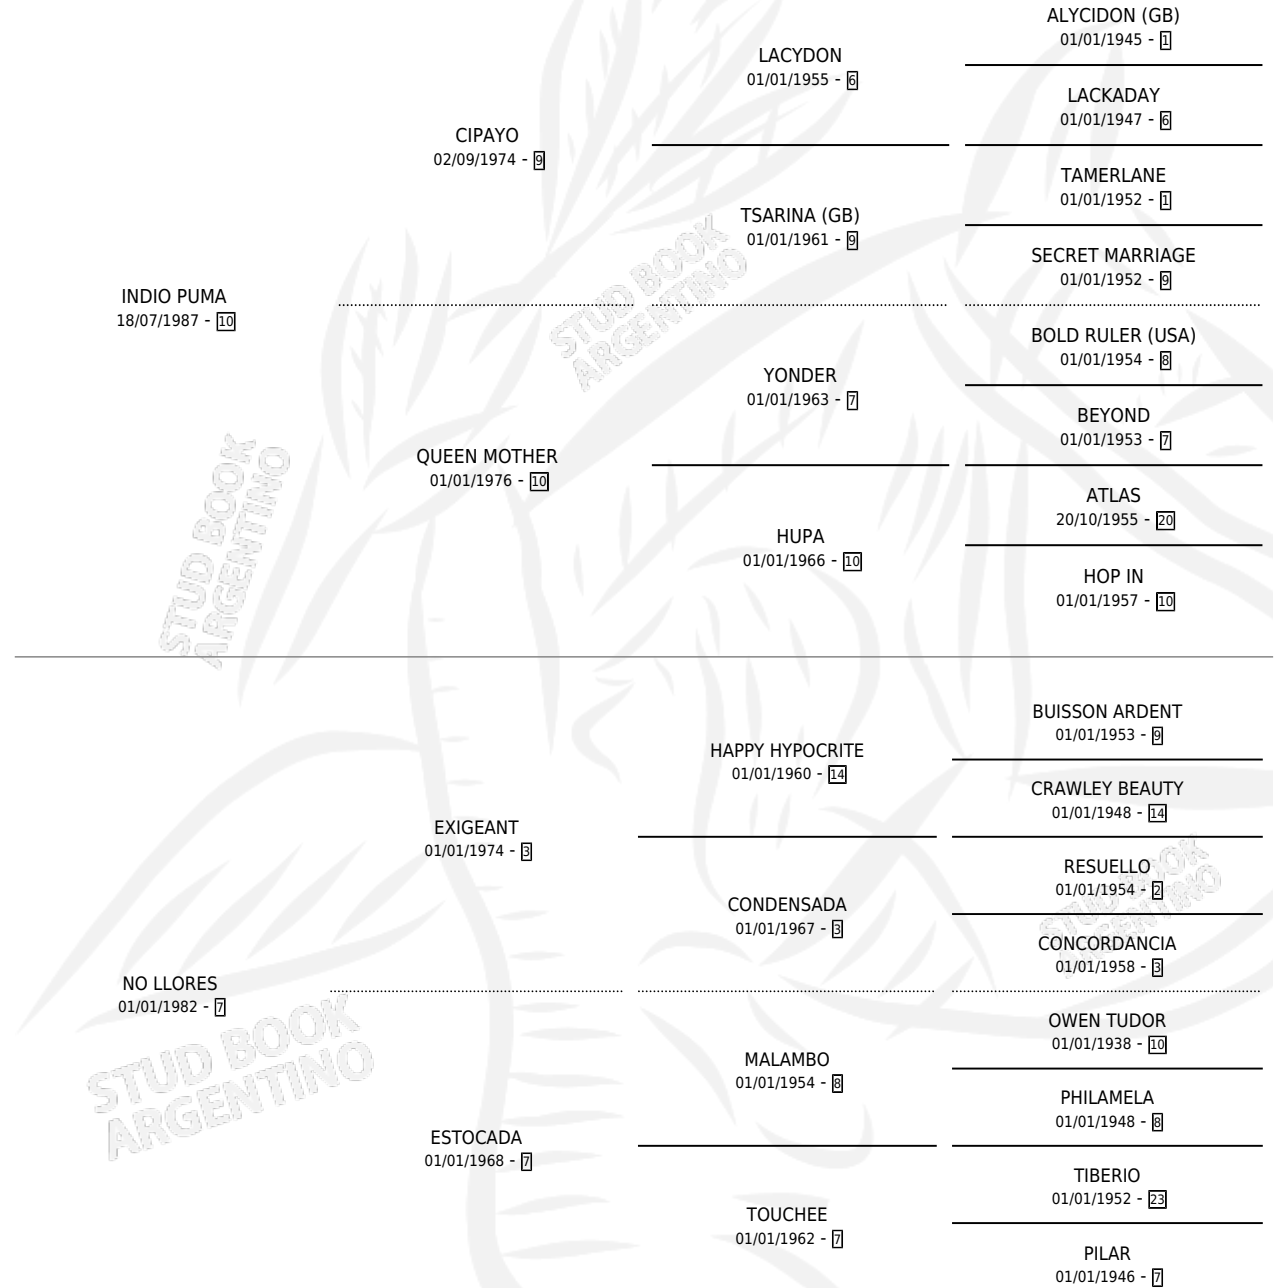 ALYCIDON (GB)
01/01/1945 - 1
LACYDON
01/01/1955 - 6
LACKADAY
01/01/1947 - 6
CIPAYO
02/09/1974 - 9
TAMERLANE
01/01/1952 - 1
TSARINA (GB)
01/01/1961 - 9
SECRET MARRIAGE
01/01/1952 - 9
INDIO PUMA
18/07/1987 - 10
STUD BOOK
ARGENTINO
BOLD RULER (USA)
01/01/1954 - 8
YONDER
01/01/1963 - 7
BEYOND
01/01/1953 - 7
QUEEN MOTHER
01/01/1976 - 10
ATLAS
20/10/1955 - 20
HUPA
01/01/1966 - 10
HOP IN
01/01/1957 - 10
STUD BOOK
ARGENTINO
BUISSON ARDENT
01/01/1953 - 9
HAPPY HYPOCRITE
01/01/1960 - 14
CRAWLEY BEAUTY
01/01/1948 - 14
EXIGEANT
01/01/1974 - 3
RESUELLO
01/01/1954 - 2
CONDENSADA
01/01/1967 - 3
STUD BOOK
ARGENTINO
CONCORDANCIA
01/01/1958 - 3
NO LLORES
01/01/1982 - 7
OWEN TUDOR
01/01/1938 - 10
MALAMBO
01/01/1954 - 8
PHILAMELA
01/01/1948 - 8
STUD BOOK
ARGENTINO
ESTOCADA
01/01/1968 - 7
TIBERIO
01/01/1952 - 23
TOUCHEE
01/01/1962 - 7
PILAR
01/01/1946 - 7